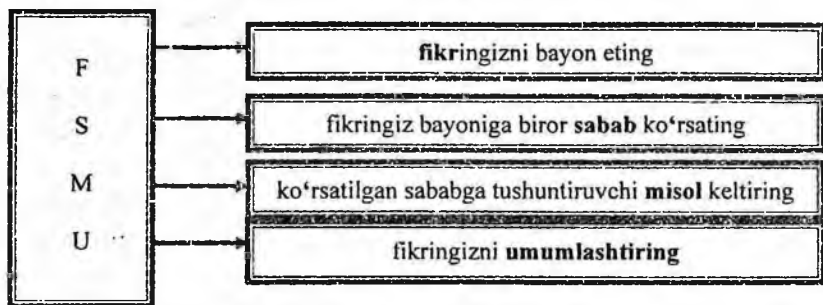 F
fikringizni bayon eting
S
fikringiz bayoniga biror sabab ko‘rsating
M
ko‘rsatilgan sababga tushuntiruvchi misol keltiring
U
fikringizni umumlashtiring